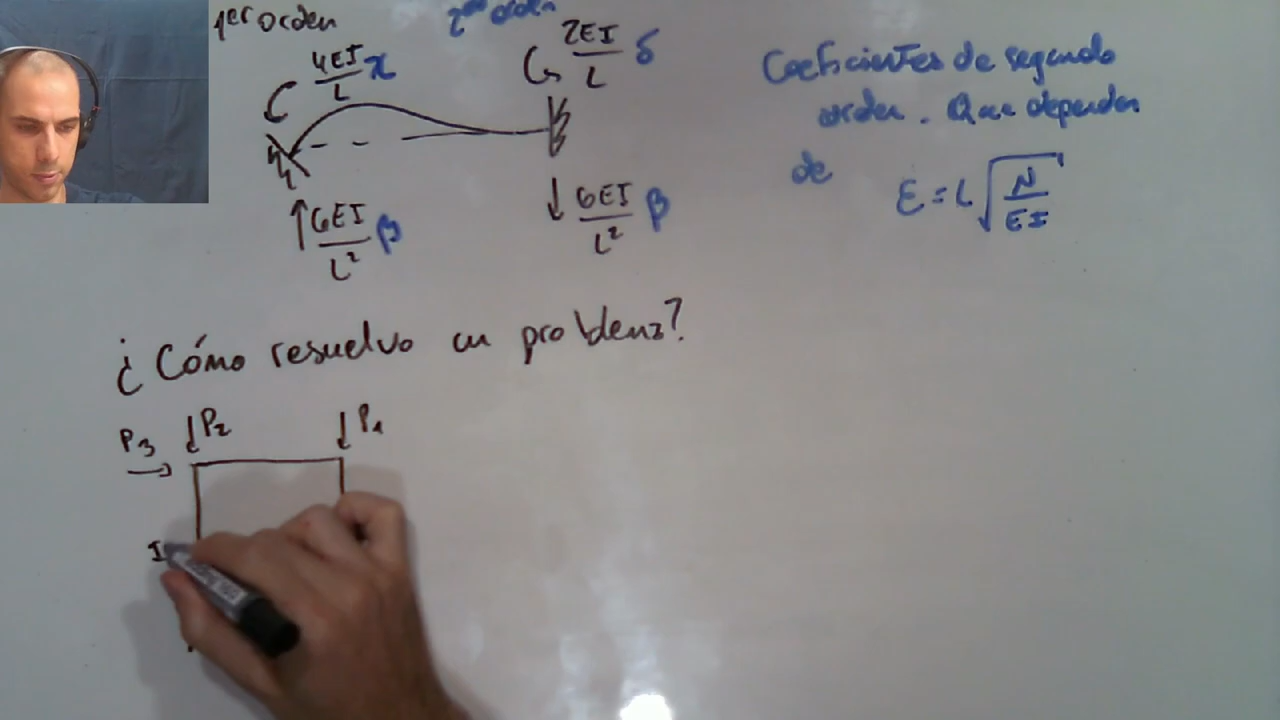 1er orden
2do orden
4EI/L χ
2EI/L δ
6EI/L² β
6EI/L² β
Coeficientes de segundo
orden. Que dependen
de ε = L √(N/EI)
¿Cómo resuelvo un problema?
P3 P2 P1
I